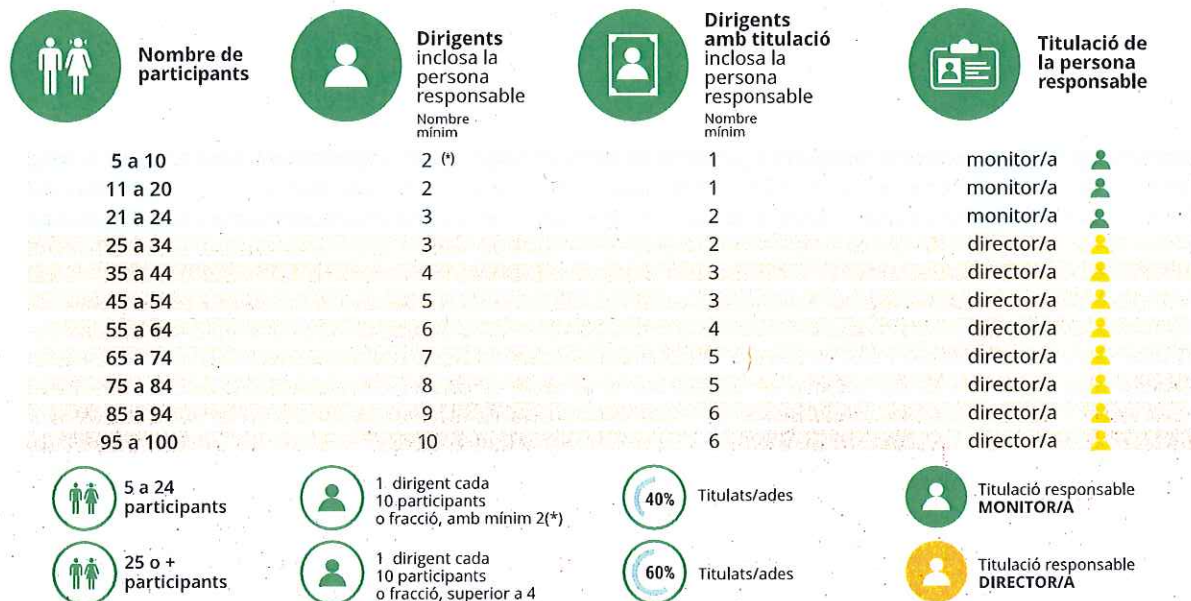 Nombre de
participants
Dirigents
inclosa la
persona
responsable
Nombre
mínim
Dirigents
amb titulació
inclosa la
persona
responsable
Nombre
mínim
Titulació de
la persona
responsable
5 a 10 2 (*) 1 monitor/a
11 a 20 2 1 monitor/a
21 a 24 3 2 monitor/a
25 a 34 3 2 director/a
35 a 44 4 3 director/a
45 a 54 5 3 director/a
55 a 64 6 4 director/a
65 a 74 7 5 director/a
75 a 84 8 5 director/a
85 a 94 9 6 director/a
95 a 100 10 6 director/a
5 a 24
participants
1 dirigent cada
10 participants
o fracció, amb mínim 2(*)
40% Titulats/ades
Titulació responsable
MONITOR/A
25 o +
participants
1 dirigent cada
10 participants
o fracció, superior a 4
60% Titulats/ades
Titulació responsable
DIRECTOR/A